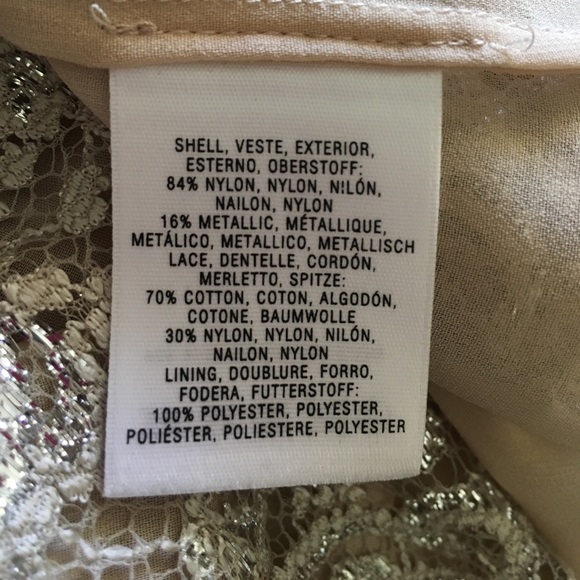 SHELL, VESTE, EXTERIOR,
ESTERNO, OBERSTOFF:
84% NYLON, NYLON, NILÓN,
NAILON, NYLON
16% METALLIC, MÉTALLIQUE,
METÁLICO, METALLICO, METALLISCH
LACE, DENTELLE, CORDÓN,
MERLETTO, SPITZE:
70% COTTON, COTON, ALGODÓN,
COTONE, BAUMWOLLE
30% NYLON, NYLON, NILÓN,
NAILON, NYLON
LINING, DOUBLURE, FORRO,
FODERA, FUTTERSTOFF:
100% POLYESTER, POLYESTER,
POLIÉSTER, POLIESTERE, POLYESTER